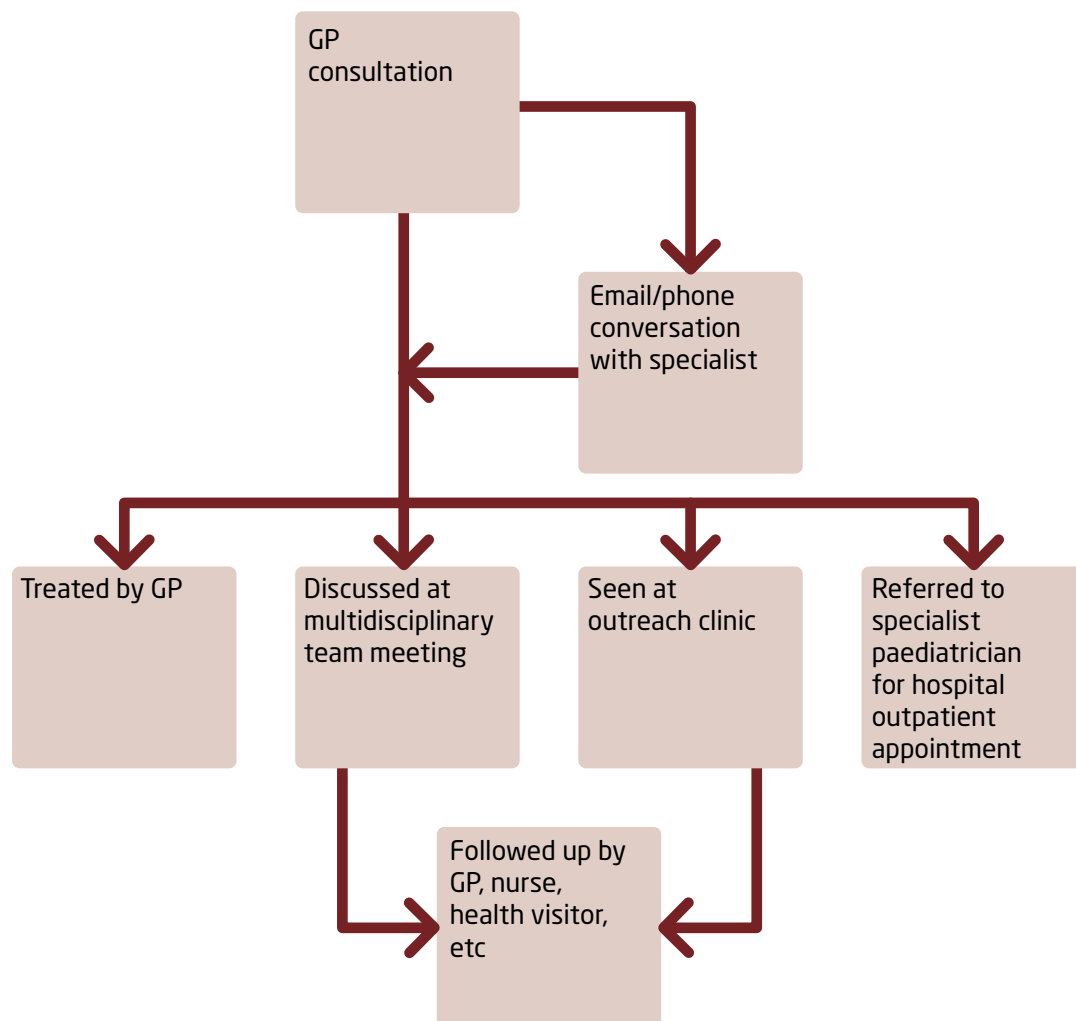 GP
consultation
Email/phone
conversation
with specialist
Treated by GP
Discussed at
multidisciplinary
team meeting
Seen at
outreach clinic
Referred to
specialist
paediatrician
for hospital
outpatient
appointment
Followed up by
GP, nurse,
health visitor,
etc